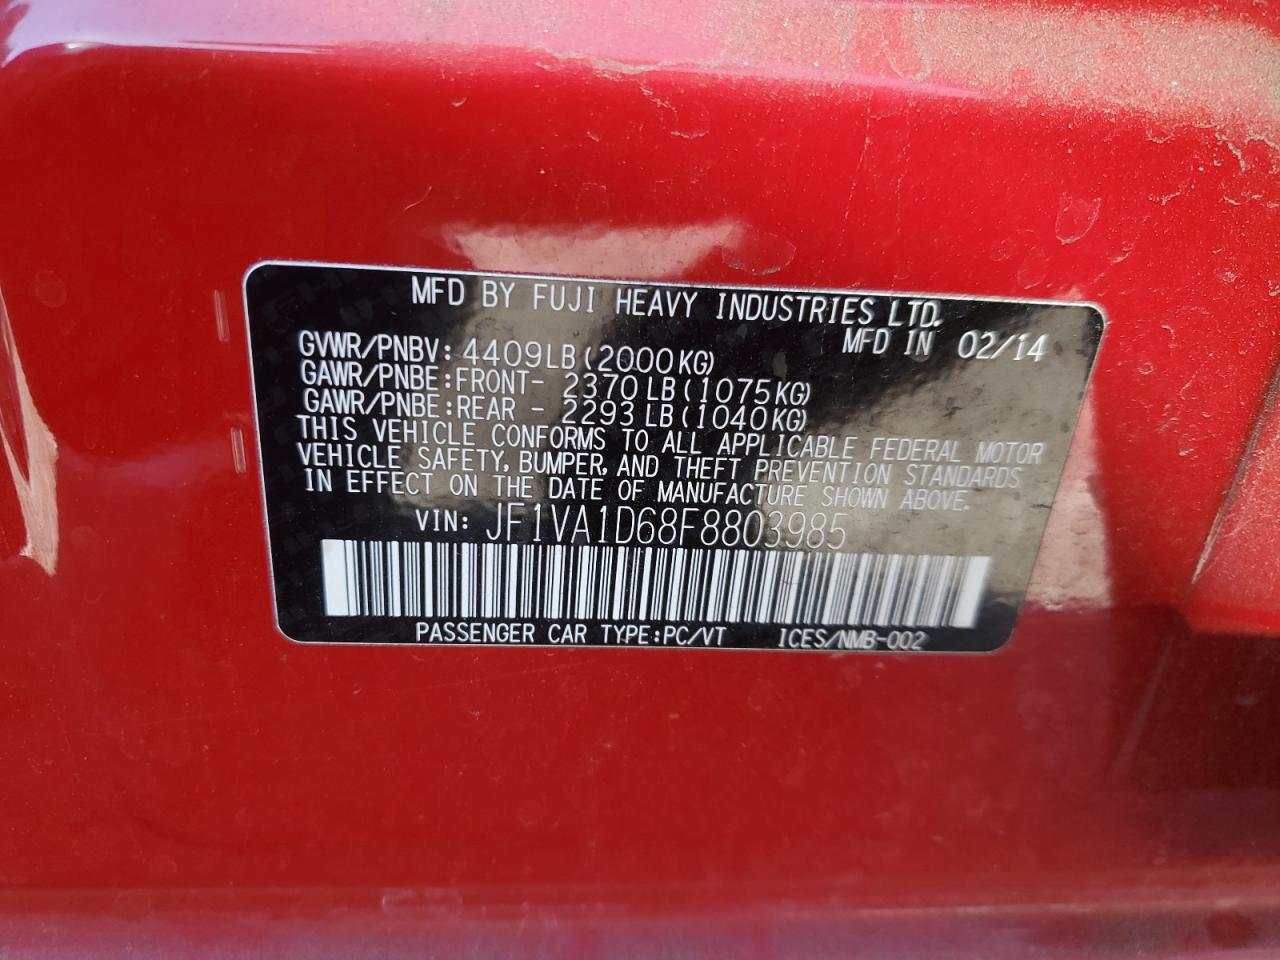 MFD BY FUJI HEAVY INDUSTRIES LTD.
MFD IN 02/14
GVWR/PNBV: 4409LB(2000KG)
GAWR/PNBE:FRONT- 2370LB(1075KG)
GAWR/PNBE:REAR - 2293LB(1040KG)
THIS VEHICLE CONFORMS TO ALL APPLICABLE FEDERAL MOTOR
VEHICLE SAFETY, BUMPER, AND THEFT PREVENTION STANDARDS
IN EFFECT ON THE DATE OF MANUFACTURE SHOWN ABOVE.
VIN: JF1VA1D68F8803985
PASSENGER CAR TYPE:PC/VT ICES/NMB-002